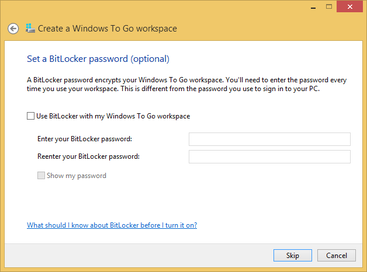 Create a Windows To Go workspace
Set a BitLocker password (optional)
A BitLocker password encrypts your Windows To Go workspace. You'll need to enter the password every
time you use your workspace. This is different from the password you use to sign in to your PC.
Use BitLocker with my Windows To Go workspace
Enter your BitLocker password:
Reenter your BitLocker password:
Show my password
What should I know about BitLocker before I turn it on?
Skip
Cancel